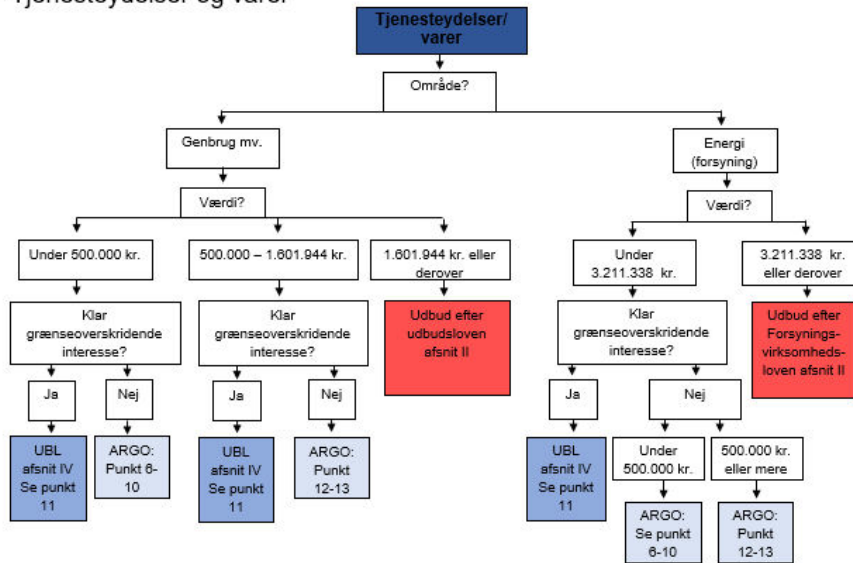 Tjenesteydelser og varer
Tjenesteydelser/
varer
Område?
Genbrug mv.
Energi
(forsyning)
Værdi?
Værdi?
Under 500.000 kr.
500.000 – 1.601.944 kr.
1.601.944 kr. eller
derover
Under
3.211.338 kr.
3.211.338 kr.
eller derover
Klar
grænseoverskridende
interesse?
Klar
grænseoverskridende
interesse?
Udbud efter
udbudsloven
afsnit II
Klar
grænseoverskridende
interesse?
Udbud efter
Forsynings-
virksomheds-
loven afsnit II
Ja
Nej
Ja
Nej
Ja
Nej
UBL
afsnit IV
Se punkt
11
ARGO:
Punkt 6-
10
UBL
afsnit IV
Se punkt
11
ARGO:
Punkt
12-13
UBL
afsnit IV
Se punkt
11
Under
500.000 kr.
500.000 kr.
eller mere
ARGO:
Se punkt
6-10
ARGO:
Punkt
12-13